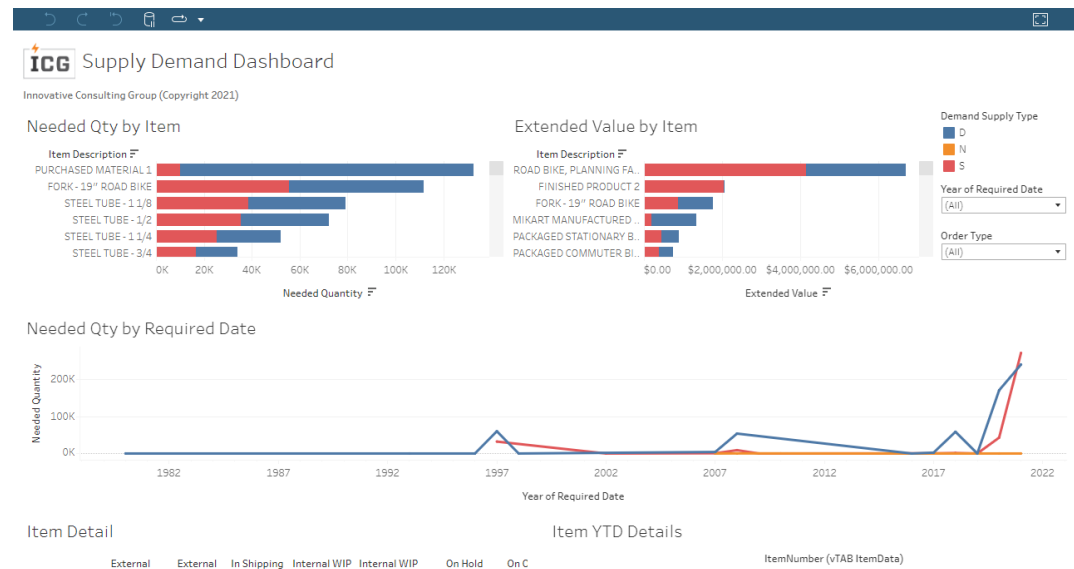 ICG Supply Demand Dashboard
Innovative Consulting Group (Copyright 2021)
Needed Qty by Item
Item Description
PURCHASED MATERIAL 1
FORK - 19" ROAD BIKE
STEEL TUBE - 1 1/8
STEEL TUBE - 1/2
STEEL TUBE - 1 1/4
STEEL TUBE - 3/4
0K 20K 40K 60K 80K 100K 120K
Needed Quantity
Extended Value by Item
Item Description
ROAD BIKE, PLANNING FA..
FINISHED PRODUCT 2
FORK - 19" ROAD BIKE
MIKART MANUFACTURED ..
PACKAGED STATIONARY B..
PACKAGED COMMUTER BI..
$0.00 $2,000,000.00 $4,000,000.00 $6,000,000.00
Extended Value
Demand Supply Type
D
N
S
Year of Required Date
(All)
Order Type
(All)
Needed Qty by Required Date
Needed Quantity
200K
100K
0K
1982 1987 1992 1997 2002 2007 2012 2017 2022
Year of Required Date
Item Detail
External External In Shipping Internal WIP Internal WIP On Hold On C
Item YTD Details
ItemNumber (vTAB ItemData)